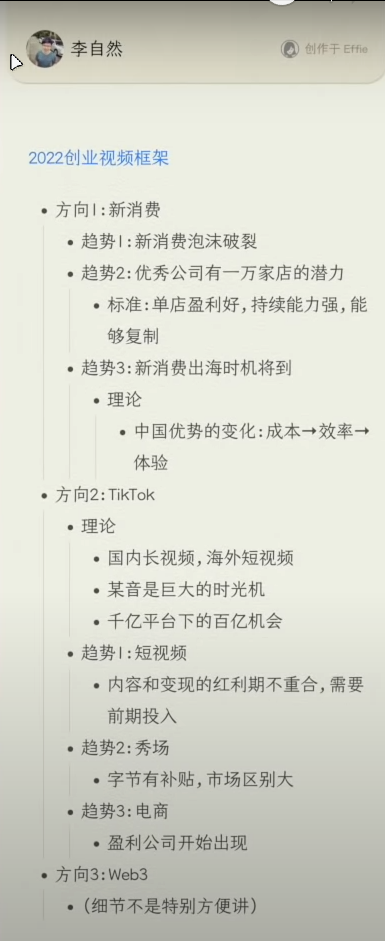 李自然
创作于 Effie
2022创业视频框架
方向1:新消费
趋势1:新消费泡沫破裂
趋势2:优秀公司有一万家店的潜力
标准:单店盈利好,持续能力强,能
够复制
趋势3:新消费出海时机将到
理论
中国优势的变化:成本→效率→
体验
方向2:TikTok
理论
国内长视频,海外短视频
某音是巨大的时光机
千亿平台下的百亿机会
趋势1:短视频
内容和变现的红利期不重合,需要
前期投入
趋势2:秀场
字节有补贴,市场区别大
趋势3:电商
盈利公司开始出现
方向3:Web3
(细节不是特别方便讲)